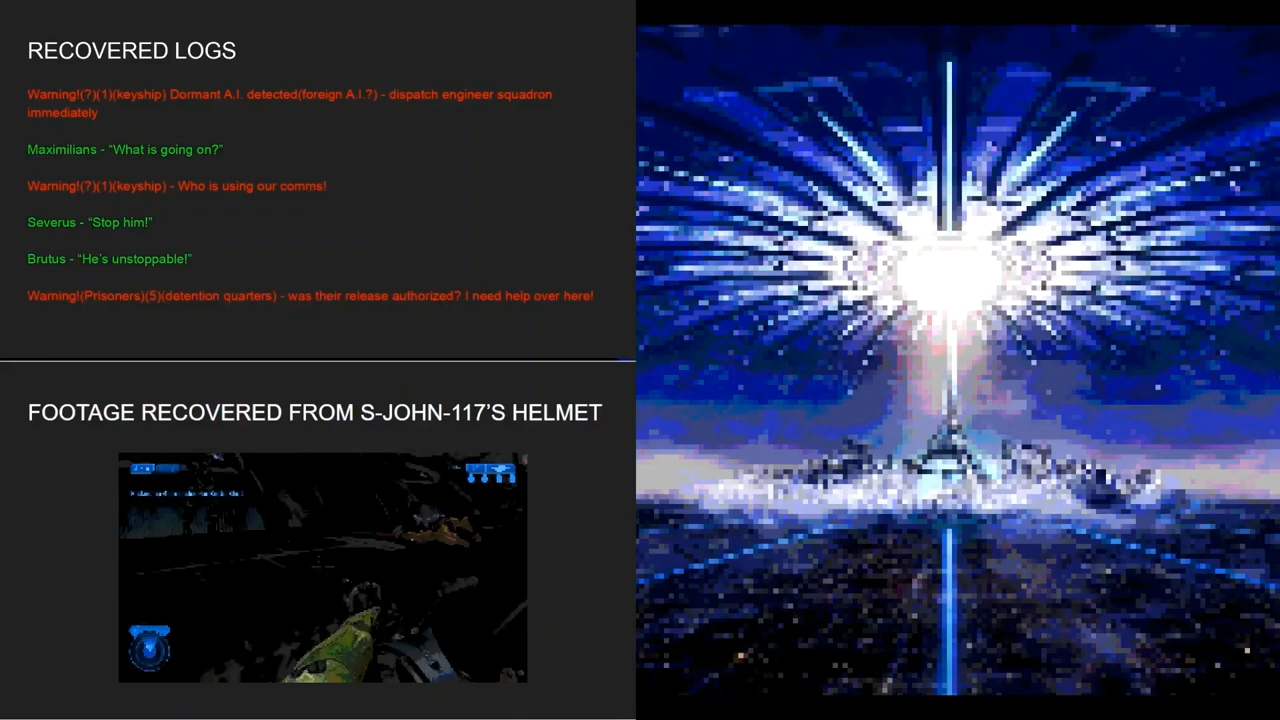 RECOVERED LOGS
Warning!(?)(1)(keyship) Dormant A.I. detected(foreign A.I.?) - dispatch engineer squadron
immediately
Maximilians - “What is going on?”
Warning!(?)(1)(keyship) - Who is using our comms!
Severus - “Stop him!”
Brutus - “He’s unstoppable!”
Warning!(Prisoners)(5)(detention quarters) - was their release authorized? I need help over here!
FOOTAGE RECOVERED FROM S-JOHN-117’S HELMET